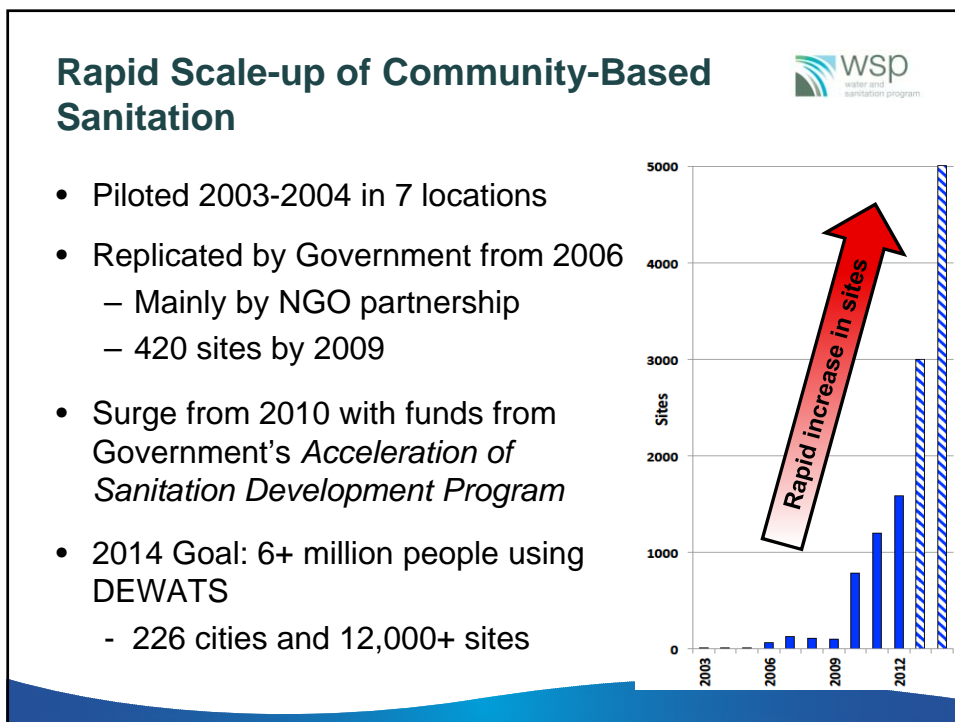 Rapid Scale-up of Community-Based
Sanitation
wsp
water and
sanitation program
• Piloted 2003-2004 in 7 locations
• Replicated by Government from 2006
– Mainly by NGO partnership
– 420 sites by 2009
• Surge from 2010 with funds from
Government’s Acceleration of
Sanitation Development Program
• 2014 Goal: 6+ million people using
DEWATS
- 226 cities and 12,000+ sites
5000
4000
3000
2000
1000
0
Sites
Rapid increase in sites
2003
2006
2009
2012